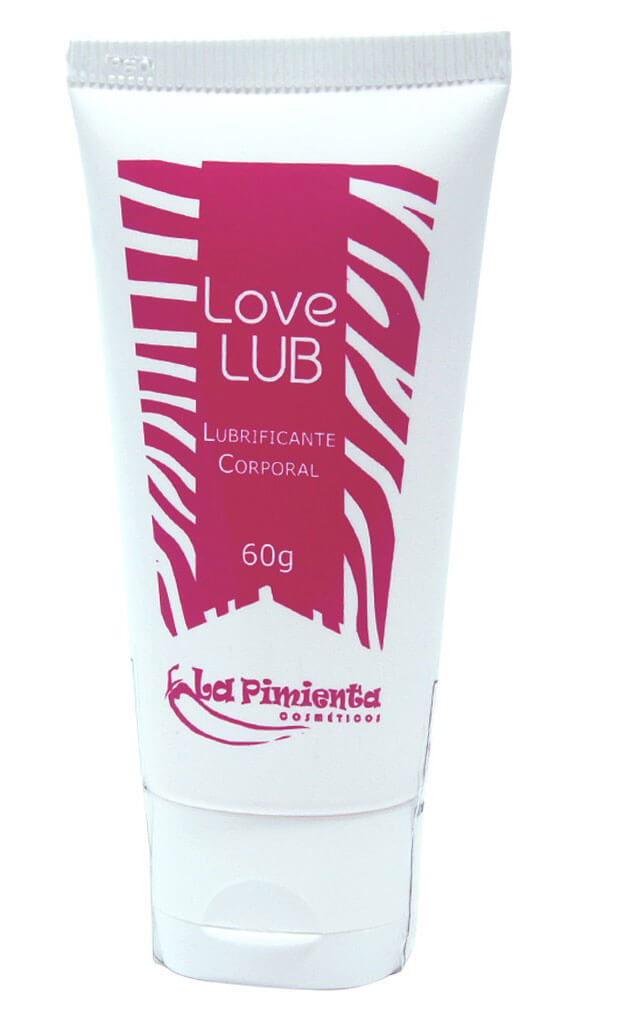 Love
LUB
Lubrificante
Corporal
60g
La Pimienta
cosméticos